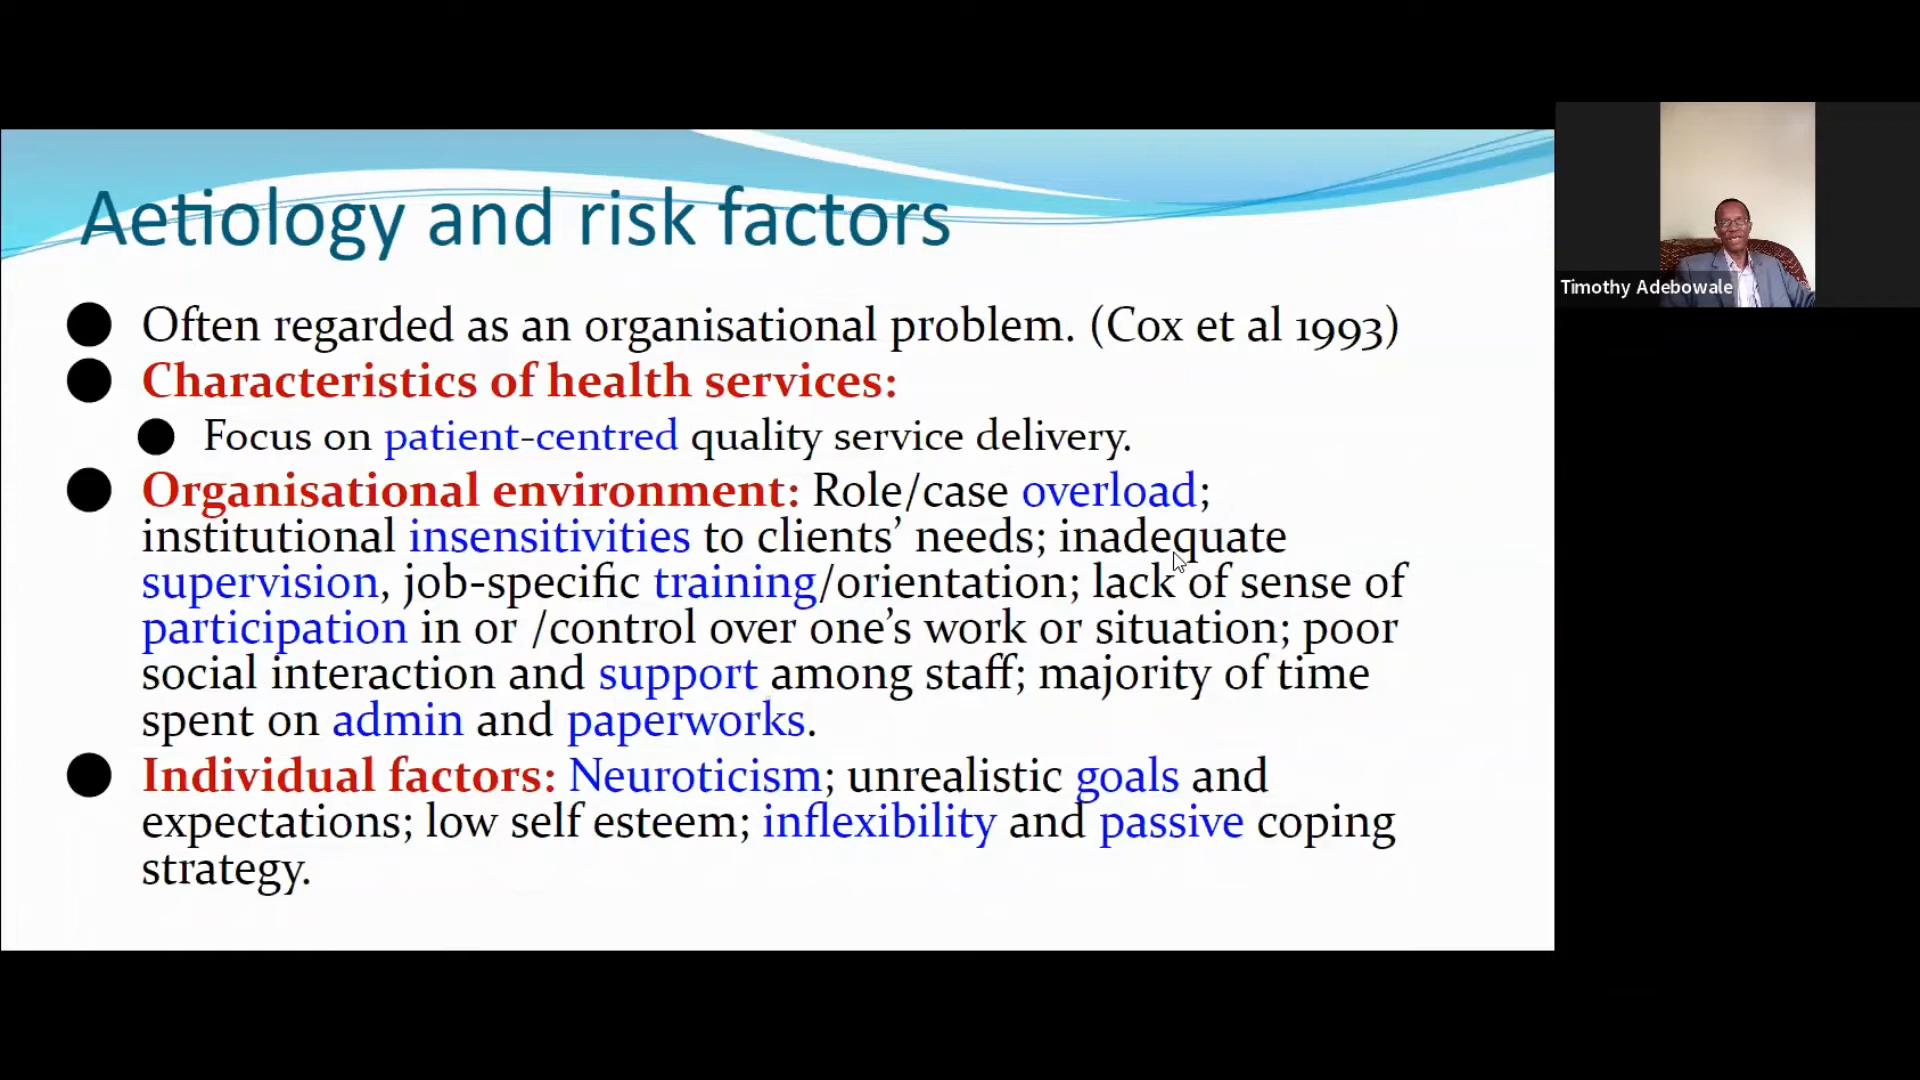 Aetiology and risk factors
Often regarded as an organisational problem. (Cox et al 1993)
Characteristics of health services:
Focus on patient-centred quality service delivery.
Organisational environment: Role/case overload;
institutional insensitivities to clients’ needs; inadequate
supervision, job-specific training/orientation; lack of sense of
participation in or /control over one’s work or situation; poor
social interaction and support among staff; majority of time
spent on admin and paperworks.
Individual factors: Neuroticism; unrealistic goals and
expectations; low self esteem; inflexibility and passive coping
strategy.
Timothy Adebowale